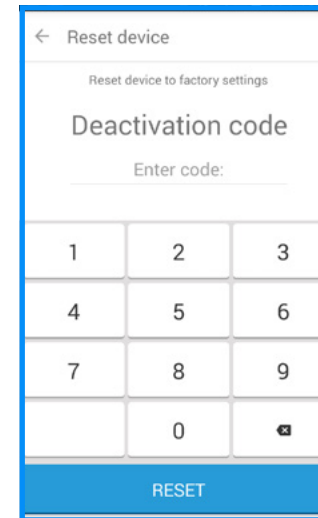 Reset device
Reset device to factory settings
Deactivation code
Enter code:
1 2 3
4 5 6
7 8 9
0
RESET